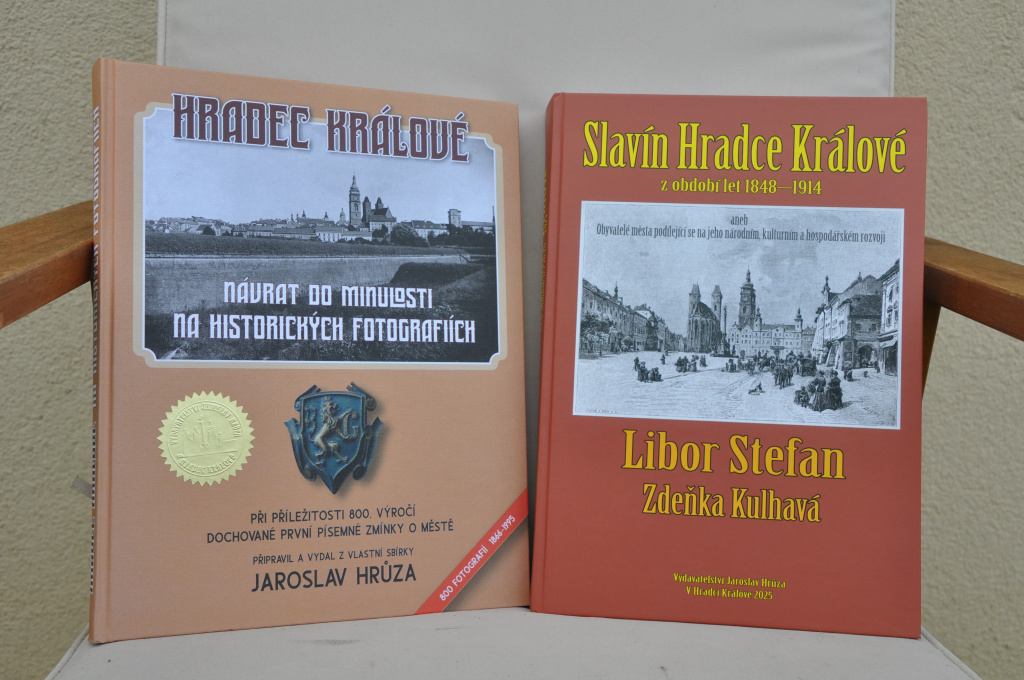 HRADEC KRÁLOVÉ
NÁVRAT DO MINULOSTI
NA HISTORICKÝCH FOTOGRAFIÍCH
PŘI PŘÍLEŽITOSTI 800. VÝROČÍ
DOCHOVANÉ PRVNÍ PÍSEMNÉ ZMÍNKY O MĚSTĚ
PŘIPRAVIL A VYDAL Z VLASTNÍ SBÍRKY
JAROSLAV HRŮZA
800 FOTOGRAFIÍ 1866-1995
Slavín Hradce Králové
z období let 1848—1914
aneb
Obyvatelé města podílející se na jeho národním, kulturním a hospodářském rozvoji
Libor Stefan
Zdeňka Kulhavá
Vydavatelství Jaroslav Hrůza
V Hradci Králové 2025